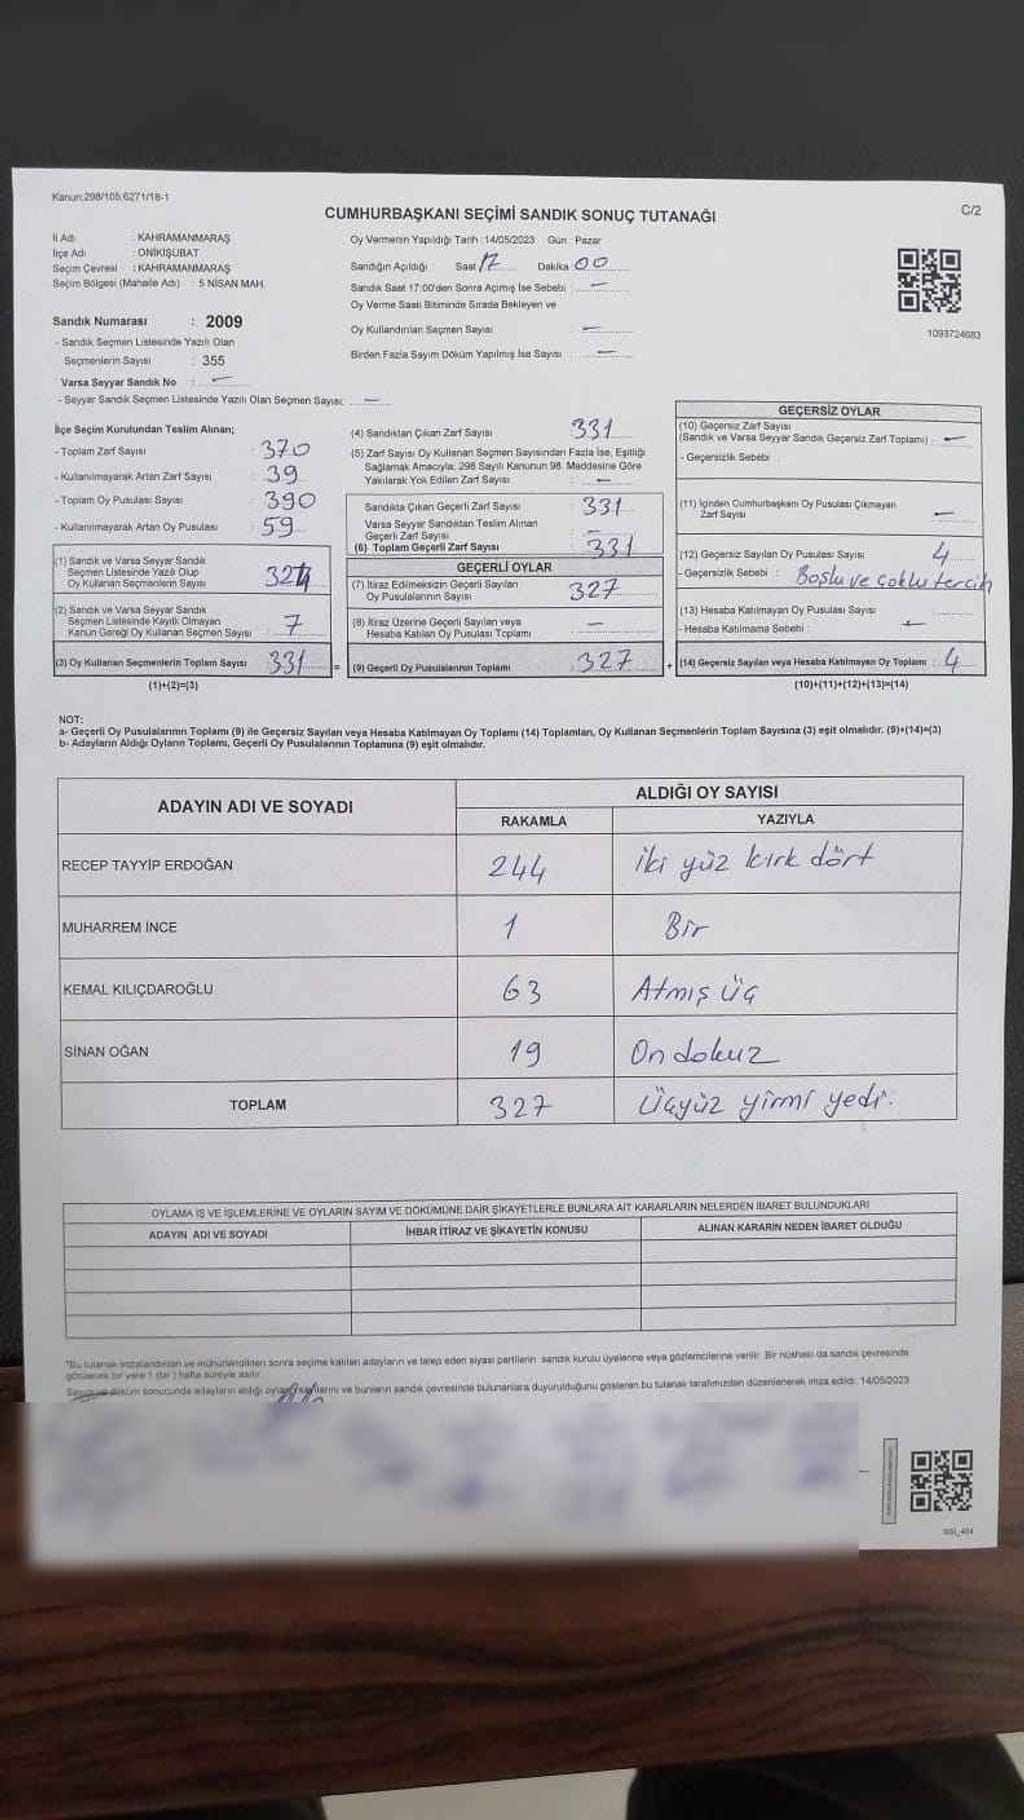 Kanun:298/105,6271/18-1
C/2
CUMHURBAŞKANI SEÇİMİ SANDIK SONUÇ TUTANAĞI
İl Adı : KAHRAMANMARAŞ
İlçe Adı : ONİKİŞUBAT
Seçim Çevresi : KAHRAMANMARAŞ
Seçim Bölgesi (Mahalle Adı) : 5 NİSAN MAH.
Sandık Numarası : 2009
- Sandık Seçmen Listesinde Yazılı Olan
Seçmenlerin Sayısı : 355
Varsa Seyyar Sandık No : —
- Seyyar Sandık Seçmen Listesinde Yazılı Olan Seçmen Sayısı: —
Oy Vermenin Yapıldığı Tarih : 14/05/2023 Gün : Pazar
Sandığın Açıldığı Saat 17 Dakika 00
Sandık Saat 17:00'den Sonra Açılmış İse Sebebi : —
Oy Verme Saati Bitiminde Sırada Bekleyen ve
Oy Kullandırılan Seçmen Sayısı : —
Birden Fazla Sayım Döküm Yapılmış İse Sayısı : —
1093724683
İlçe Seçim Kurulundan Teslim Alınan;
- Toplam Zarf Sayısı : 370
- Kullanılmayarak Artan Zarf Sayısı : 39
- Toplam Oy Pusulası Sayısı : 390
- Kullanılmayarak Artan Oy Pusulası : 59
(1) Sandık ve Varsa Seyyar Sandık
Seçmen Listesinde Yazılı Olup
Oy Kullanan Seçmenlerin Sayısı 324
(2) Sandık ve Varsa Seyyar Sandık
Seçmen Listesinde Kayıtlı Olmayan
Kanun Gereği Oy Kullanan Seçmen Sayısı 7
(3) Oy Kullanan Seçmenlerin Toplam Sayısı 331 =
(1)+(2)=(3)
(4) Sandıktan Çıkan Zarf Sayısı 331
(5) Zarf Sayısı Oy Kullanan Seçmen Sayısından Fazla İse, Eşitliği
Sağlamak Amacıyla, 298 Sayılı Kanunun 98. Maddesine Göre
Yakılarak Yok Edilen Zarf Sayısı : —
Sandıkta Çıkan Geçerli Zarf Sayısı 331
Varsa Seyyar Sandıktan Teslim Alınan
Geçerli Zarf Sayısı —
(6) Toplam Geçerli Zarf Sayısı 331
GEÇERLİ OYLAR
(7) İtiraz Edilmeksizin Geçerli Sayılan
Oy Pusulalarının Sayısı 327
(8) İtiraz Üzerine Geçerli Sayılan veya
Hesaba Katılan Oy Pusulası Toplamı —
(9) Geçerli Oy Pusulalarının Toplamı 327 +
GEÇERSİZ OYLAR
(10) Geçersiz Zarf Sayısı
(Sandık ve Varsa Seyyar Sandık Geçersiz Zarf Toplamı) : —
- Geçersizlik Sebebi :
(11) İçinden Cumhurbaşkanı Oy Pusulası Çıkmayan
Zarf Sayısı —
(12) Geçersiz Sayılan Oy Pusulası Sayısı 4
- Geçersizlik Sebebi : Boşlu ve çoklu tercih
(13) Hesaba Katılmayan Oy Pusulası Sayısı
- Hesaba Katılmama Sebebi : —
(14) Geçersiz Sayılan veya Hesaba Katılmayan Oy Toplamı : 4
(10)+(11)+(12)+(13)=(14)
NOT:
a- Geçerli Oy Pusulalarının Toplamı (9) ile Geçersiz Sayılan veya Hesaba Katılmayan Oy Toplamı (14) Toplamları, Oy Kullanan Seçmenlerin Toplam Sayısına (3) eşit olmalıdır. (9)+(14)=(3)
b- Adayların Aldığı Oyların Toplamı, Geçerli Oy Pusulalarının Toplamına (9) eşit olmalıdır.
ADAYIN ADI VE SOYADI
ALDIĞI OY SAYISI
RAKAMLA YAZIYLA
RECEP TAYYİP ERDOĞAN 244 iki yüz kırk dört
MUHARREM İNCE 1 Bir
KEMAL KILIÇDAROĞLU 63 Atmış üç
SİNAN OĞAN 19 On dokuz
TOPLAM 327 Üçyüz yirmi yedi.
OYLAMA İŞ VE İŞLEMLERİNE VE OYLARIN SAYIM VE DÖKÜMÜNE DAİR ŞİKAYETLERLE BUNLARA AİT KARARLARIN NELERDEN İBARET BULUNDUKLARI
ADAYIN ADI VE SOYADI İHBAR İTİRAZ VE ŞİKAYETİN KONUSU ALINAN KARARIN NEDEN İBARET OLDUĞU
*Bu tutanak imzalandıktan ve mühürlendikten sonra seçime katılan adayların ve talep eden siyasi partilerin sandık kurulu üyelerine veya gözlemcilerine verilir. Bir nüshası da sandık çevresinde
görülecek bir yere 1 (bir) hafta süreyle asılır.
döküm sonucunda adayların aldığı oyların sayılarını ve bunların sandık çevresinde bulunanlara duyurulduğunu gösteren bu tutanak tarafımızdan düzenlenerek imza edildi. 14/05/2023